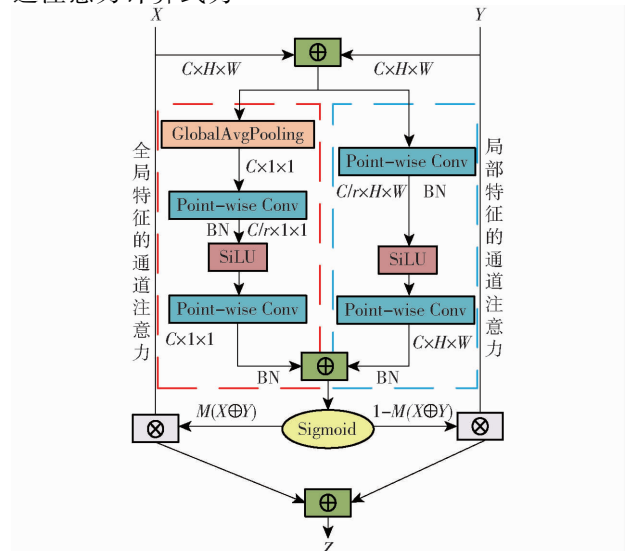 X Y
⊕
C×H×W C×H×W
GlobalAvgPooling
C×1×1
Point-wise Conv
C/r×H×W BN
Point-wise Conv
BN C/r×1×1
SiLU SiLU
Point-wise Conv Point-wise Conv
C×1×1 C×H×W
BN ⊕ BN
全局特征的通道注意力
局部特征的通道注意力
M(X⊕Y) 1-M(X⊕Y)
⊗ Sigmoid ⊗
⊕
Z